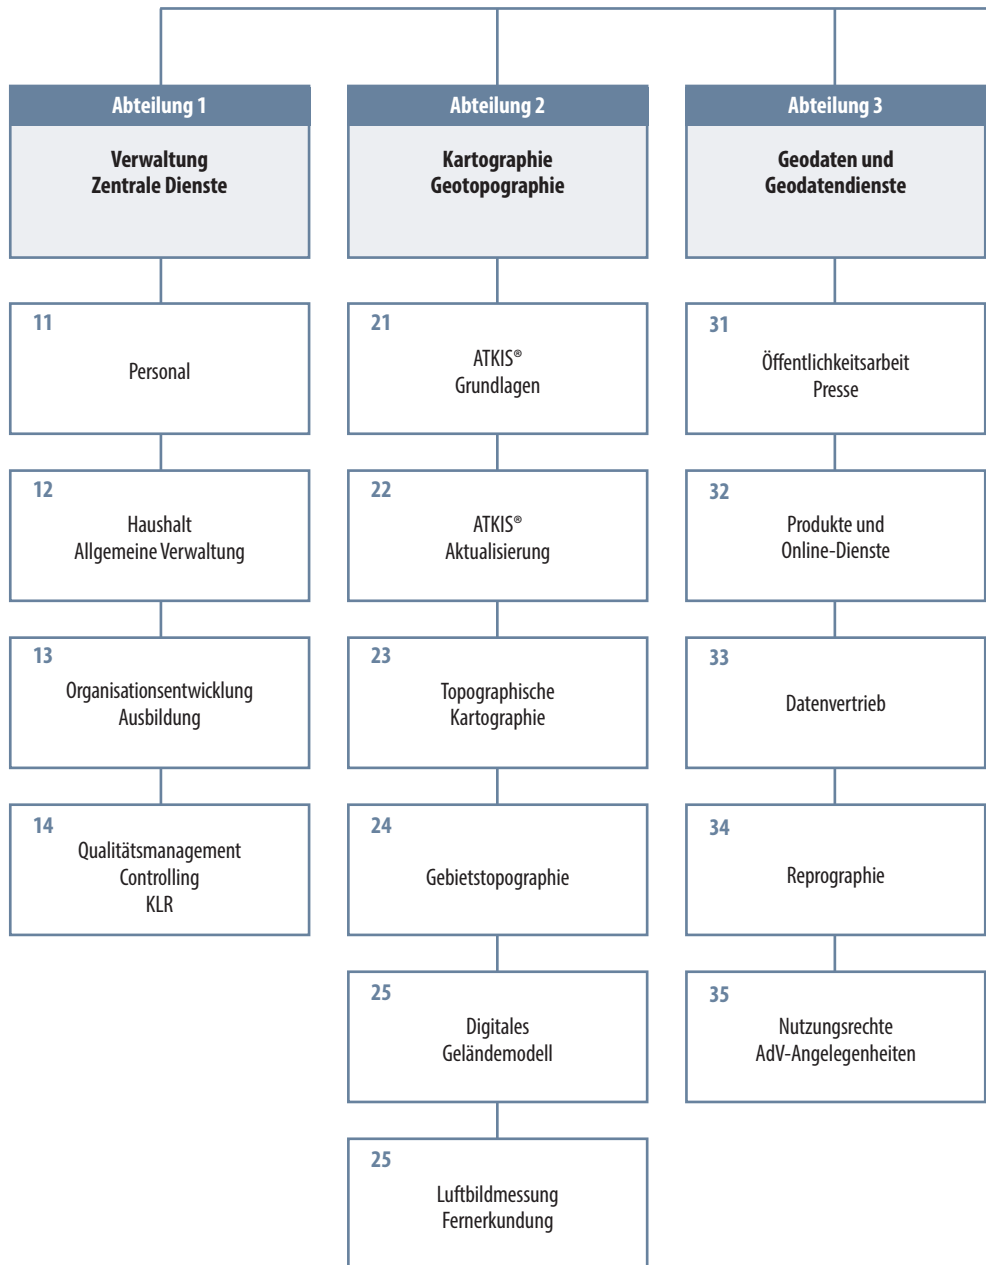 Abteilung 1
Verwaltung
Zentrale Dienste
11
Personal
12
Haushalt
Allgemeine Verwaltung
13
Organisationsentwicklung
Ausbildung
14
Qualitätsmanagement
Controlling
KLR
Abteilung 2
Kartographie
Geotopographie
21
ATKIS®
Grundlagen
22
ATKIS®
Aktualisierung
23
Topographische
Kartographie
24
Gebietstopographie
25
Digitales
Geländemodell
25
Luftbildmessung
Fernerkundung
Abteilung 3
Geodaten und
Geodatendienste
31
Öffentlichkeitsarbeit
Presse
32
Produkte und
Online-Dienste
33
Datenvertrieb
34
Reprographie
35
Nutzungsrechte
AdV-Angelegenheiten